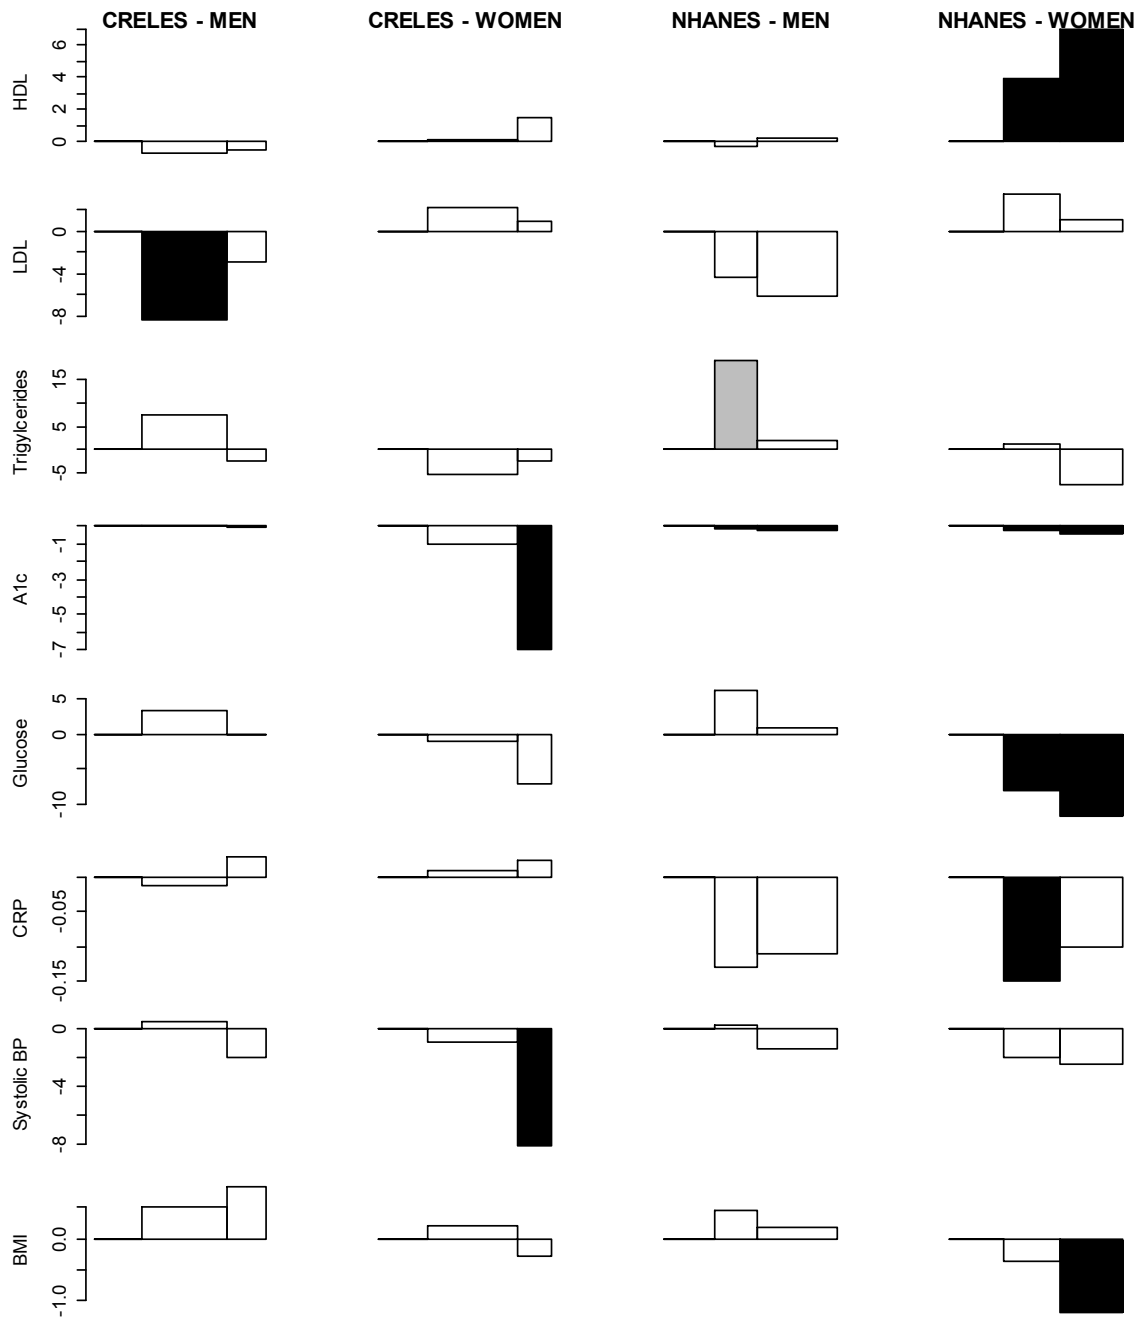 CRELES - MEN CRELES - WOMEN NHANES - MEN NHANES - WOMEN
HDL
6
4
2
0
LDL
0
-4
-8
Trigylcerides
15
5
-5
A1c
-1
-3
-5
-7
Glucose
5
0
-10
CRP
-0.05
-0.15
Systolic BP
0
-4
-8
BMI
0.0
-1.0